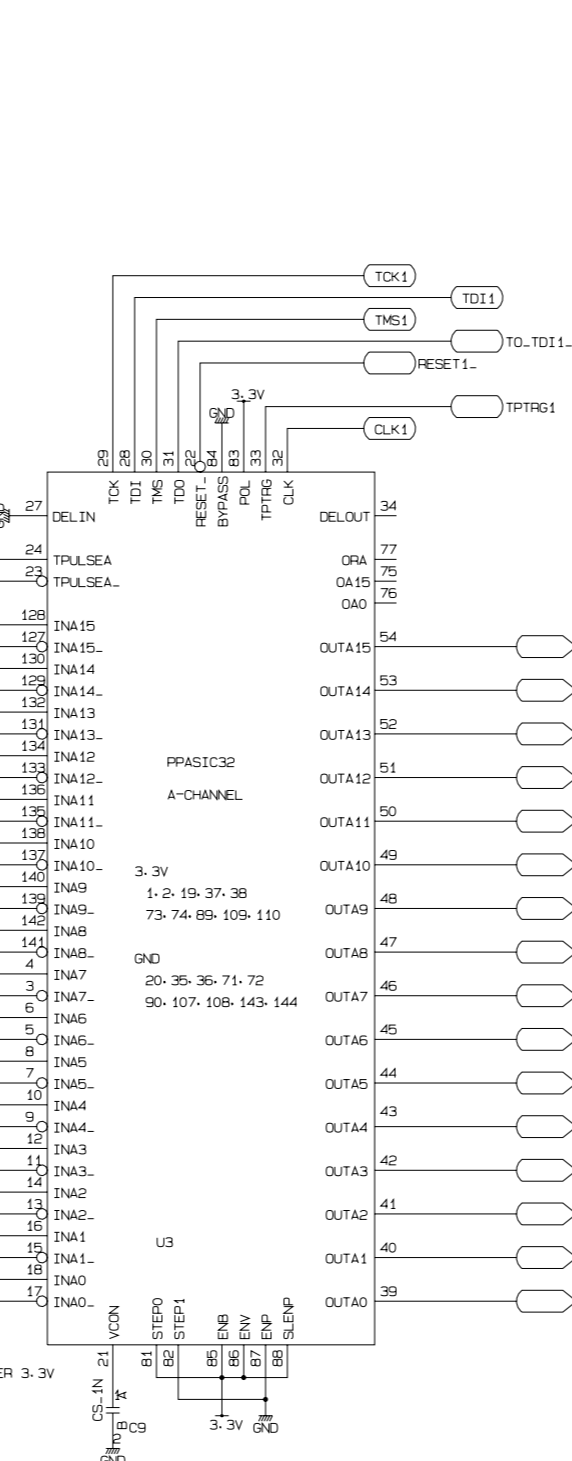 TCK1
TDI1
TMS1
TO_TDI1_
RESET1_
3.3V
GND
TPTRG1
CLK1
29 28 30 31 22 84 83 33 32
TCK TDI TMS TDO RESET_ BYPASS POL TPTRG CLK
27 DELIN DELOUT 34
24 TPULSEA ORA 77
23 TPULSEA_ OA15 75
OA0 76
128 INA15
127 INA15_ OUTA15 54
130 INA14
129 INA14_ OUTA14 53
132 INA13
131 INA13_ OUTA13 52
134 INA12
PPASIC32
133 INA12_ OUTA12 51
A-CHANNEL
136 INA11
135 INA11_ OUTA11 50
138 INA10
137 INA10_ OUTA10 49
3.3V
140 INA9
1.2.19.37.38
139 INA9_ OUTA9 48
73.74.89.109.110
142 INA8
141 INA8_ OUTA8 47
GND
4 INA7
20.35.36.71.72
3 INA7_ OUTA7 46
90.107.108.143.144
6 INA6
5 INA6_ OUTA6 45
8 INA5
7 INA5_ OUTA5 44
10 INA4
9 INA4_ OUTA4 43
12 INA3
11 INA3_ OUTA3 42
14 INA2
13 INA2_ OUTA2 41
16 INA1
U3
15 INA1_ OUTA1 40
18 INA0
17 INA0_ OUTA0 39
VCON STEP0 STEP1 ENB ENV ENP SLENP
21 81 82 85 86 87 88
ER 3.3V
CS_1N
A
B
2
C9
3.3V
GND
GND